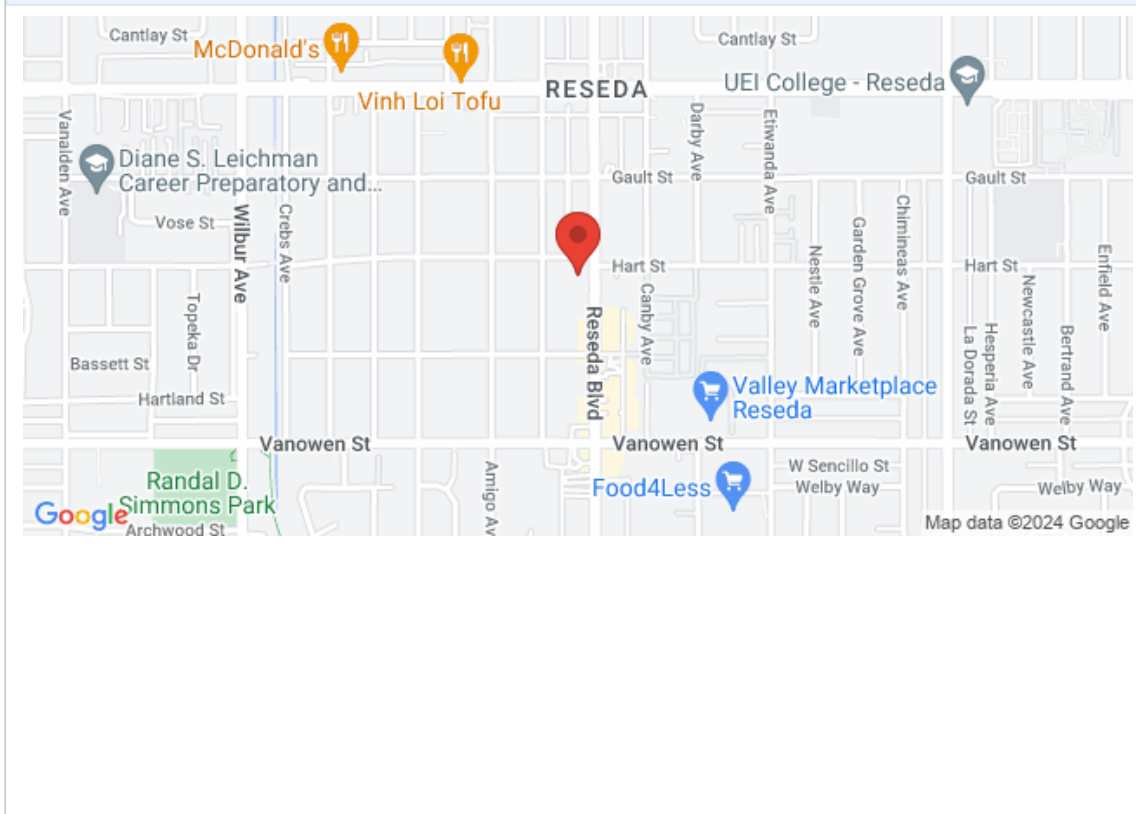 Cantlay St
McDonald's
Cantlay St
RESEDA
UEI College - Reseda
Vinh Loi Tofu
Vanalden Ave
Diane S. Leichman
Career Preparatory and...
Darby Ave
Etiwanda Ave
Gault St
Gault St
Vose St
Wilbur Ave
Crebs Ave
Chimineas Ave
Garden Grove Ave
Nestle Ave
Enfield Ave
Hart St
Hart St
Topeka Dr
Reseda Blvd
Canby Ave
Newcastle Ave
Hesperia Ave
La Dorada St
Bertrand Ave
Bassett St
Hartland St
Valley Marketplace
Reseda
Vanowen St
Vanowen St
Vanowen St
Randal D.
Simmons Park
Amigo Av
Food4Less
W Sencillo St
Welby Way
Welby Way
Google
Archwood St
Map data ©2024 Google